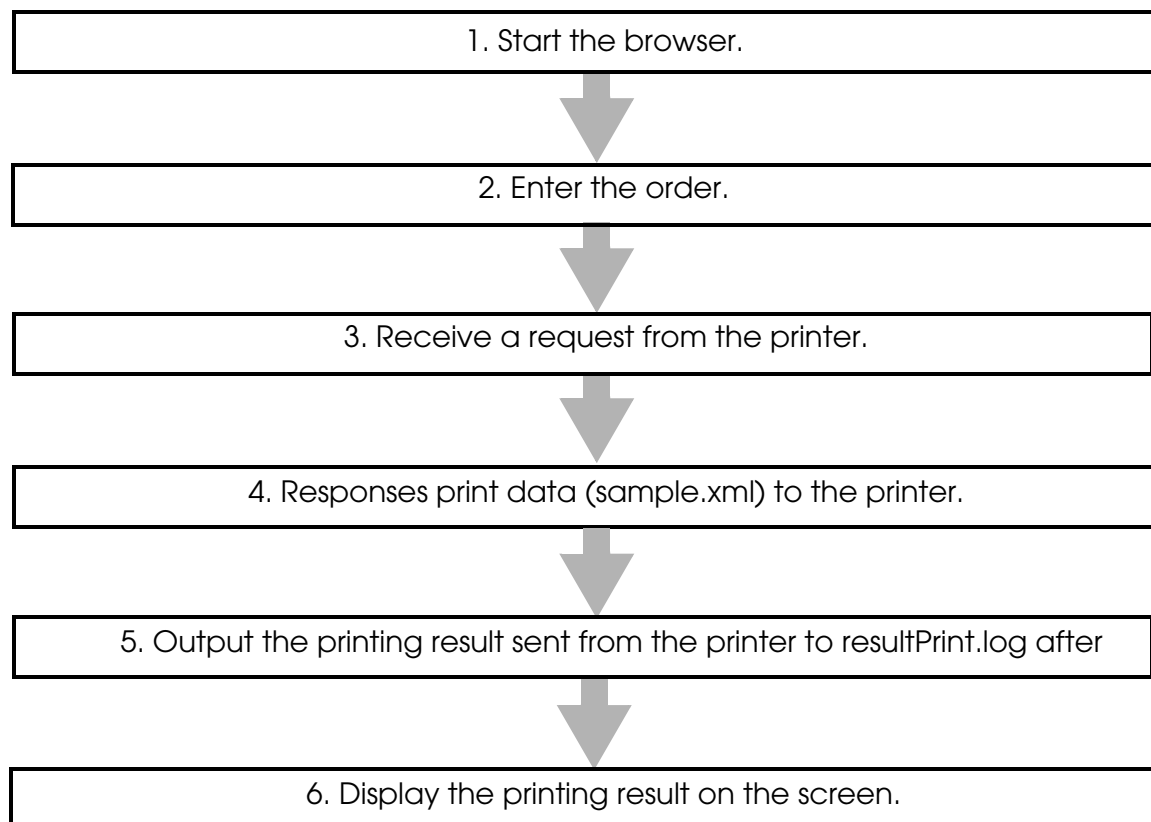 1. Start the browser.
2. Enter the order.
3. Receive a request from the printer.
4. Responses print data (sample.xml) to the printer.
5. Output the printing result sent from the printer to resultPrint.log after
6. Display the printing result on the screen.